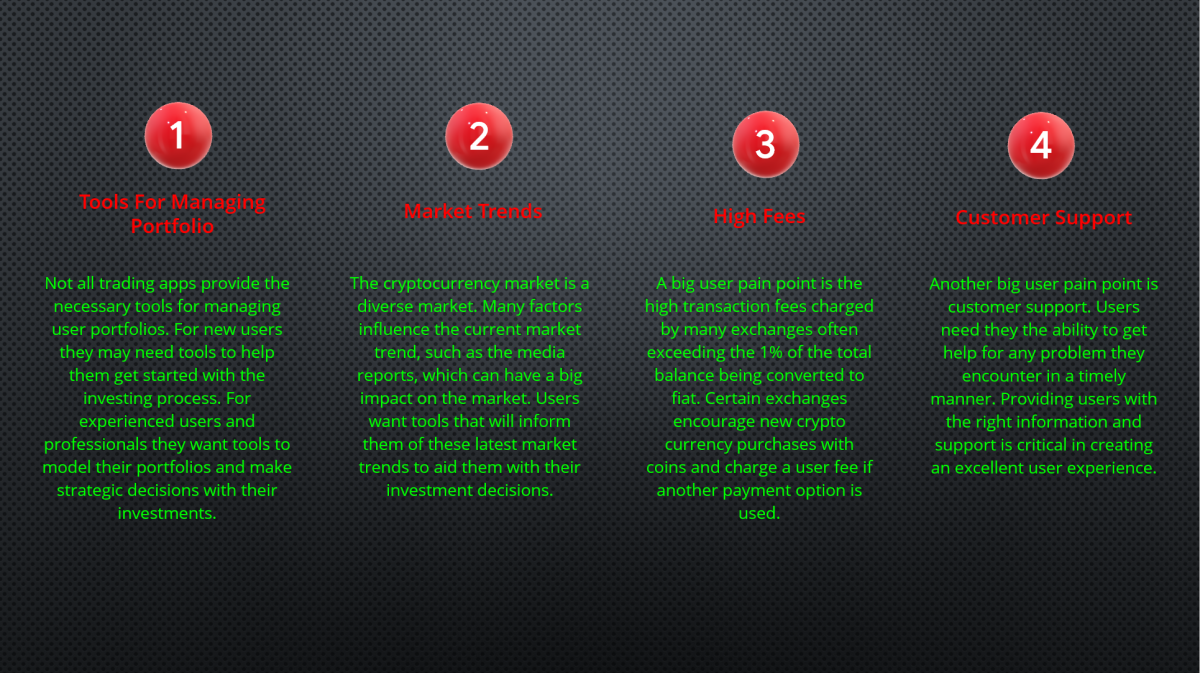 1
Tools For Managing
Portfolio
Not all trading apps provide the
necessary tools for managing
user portfolios. For new users
they may need tools to help
them get started with the
investing process. For
experienced users and
professionals they want tools to
model their portfolios and make
strategic decisions with their
investments.
2
Market Trends
The cryptocurrency market is a
diverse market. Many factors
influence the current market
trend, such as the media
reports, which can have a big
impact on the market. Users
want tools that will inform
them of these latest market
trends to aid them with their
investment decisions.
3
High Fees
A big user pain point is the
high transaction fees charged
by many exchanges often
exceeding the 1% of the total
balance being converted to
fiat. Certain exchanges
encourage new crypto
currency purchases with
coins and charge a user fee if
another payment option is
used.
4
Customer Support
Another big user pain point is
customer support. Users
need they the ability to get
help for any problem they
encounter in a timely
manner. Providing users with
the right information and
support is critical in creating
an excellent user experience.